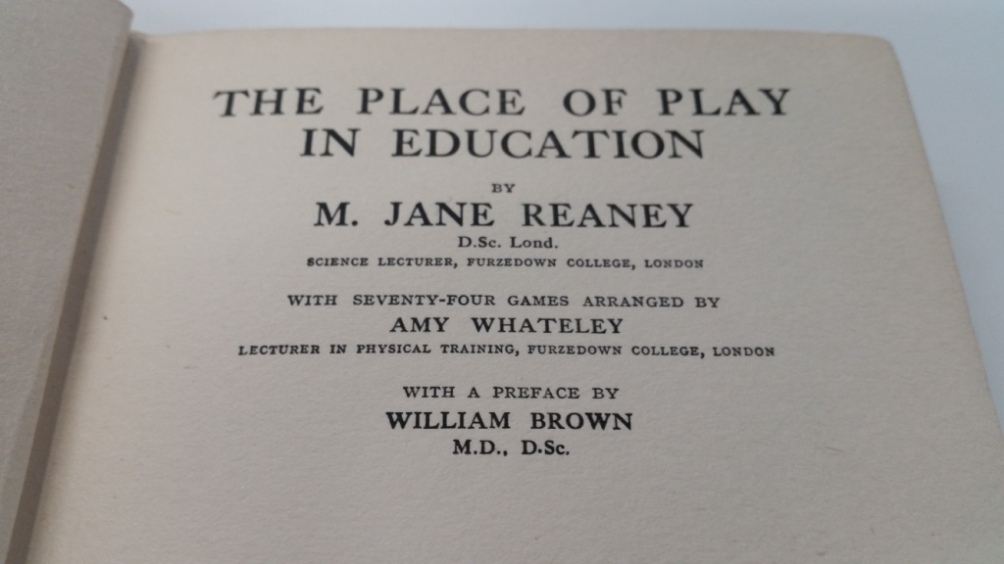 THE PLACE OF PLAY
IN EDUCATION
BY
M. JANE REANEY
D.Sc. Lond.
SCIENCE LECTURER, FURZEDOWN COLLEGE, LONDON
WITH SEVENTY-FOUR GAMES ARRANGED BY
AMY WHATELEY
LECTURER IN PHYSICAL TRAINING, FURZEDOWN COLLEGE, LONDON
WITH A PREFACE BY
WILLIAM BROWN
M.D., D.Sc.